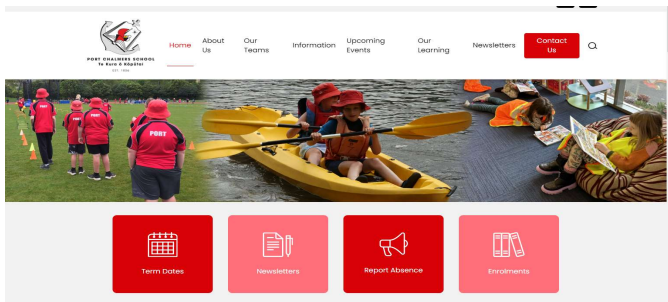 PORT CHALMERS SCHOOL
Te Kura ō Kōpūtai
EST. 1856
Home
About
Us
Our
Teams
Information
Upcoming
Events
Our
Learning
Newsletters
Contact
Us
PORT
PORT
PORT
Term Dates
Newsletters
Report Absence
Enrolments